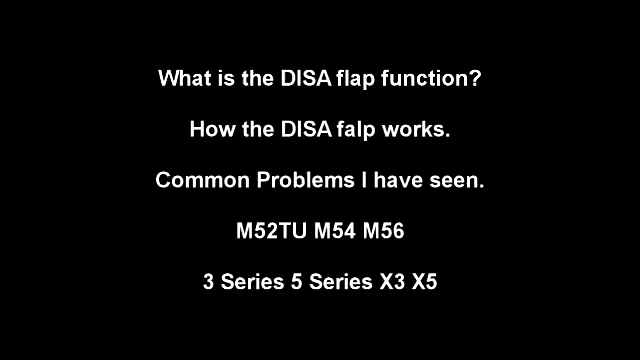 What is the DISA flap function?
How the DISA falp works.
Common Problems I have seen.
M52TU M54 M56
3 Series 5 Series X3 X5